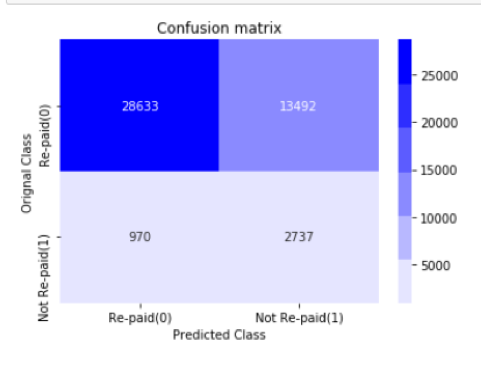 Confusion matrix
Orignal Class
Re-paid(0)
28633 13492
Not Re-paid(1)
970 2737
Re-paid(0) Not Re-paid(1)
Predicted Class
25000
20000
15000
10000
5000